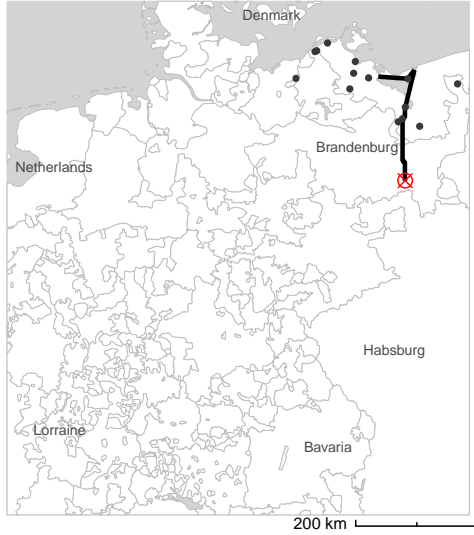 Denmark
Brandenburg
Netherlands
Habsburg
Lorraine
Bavaria
200 km